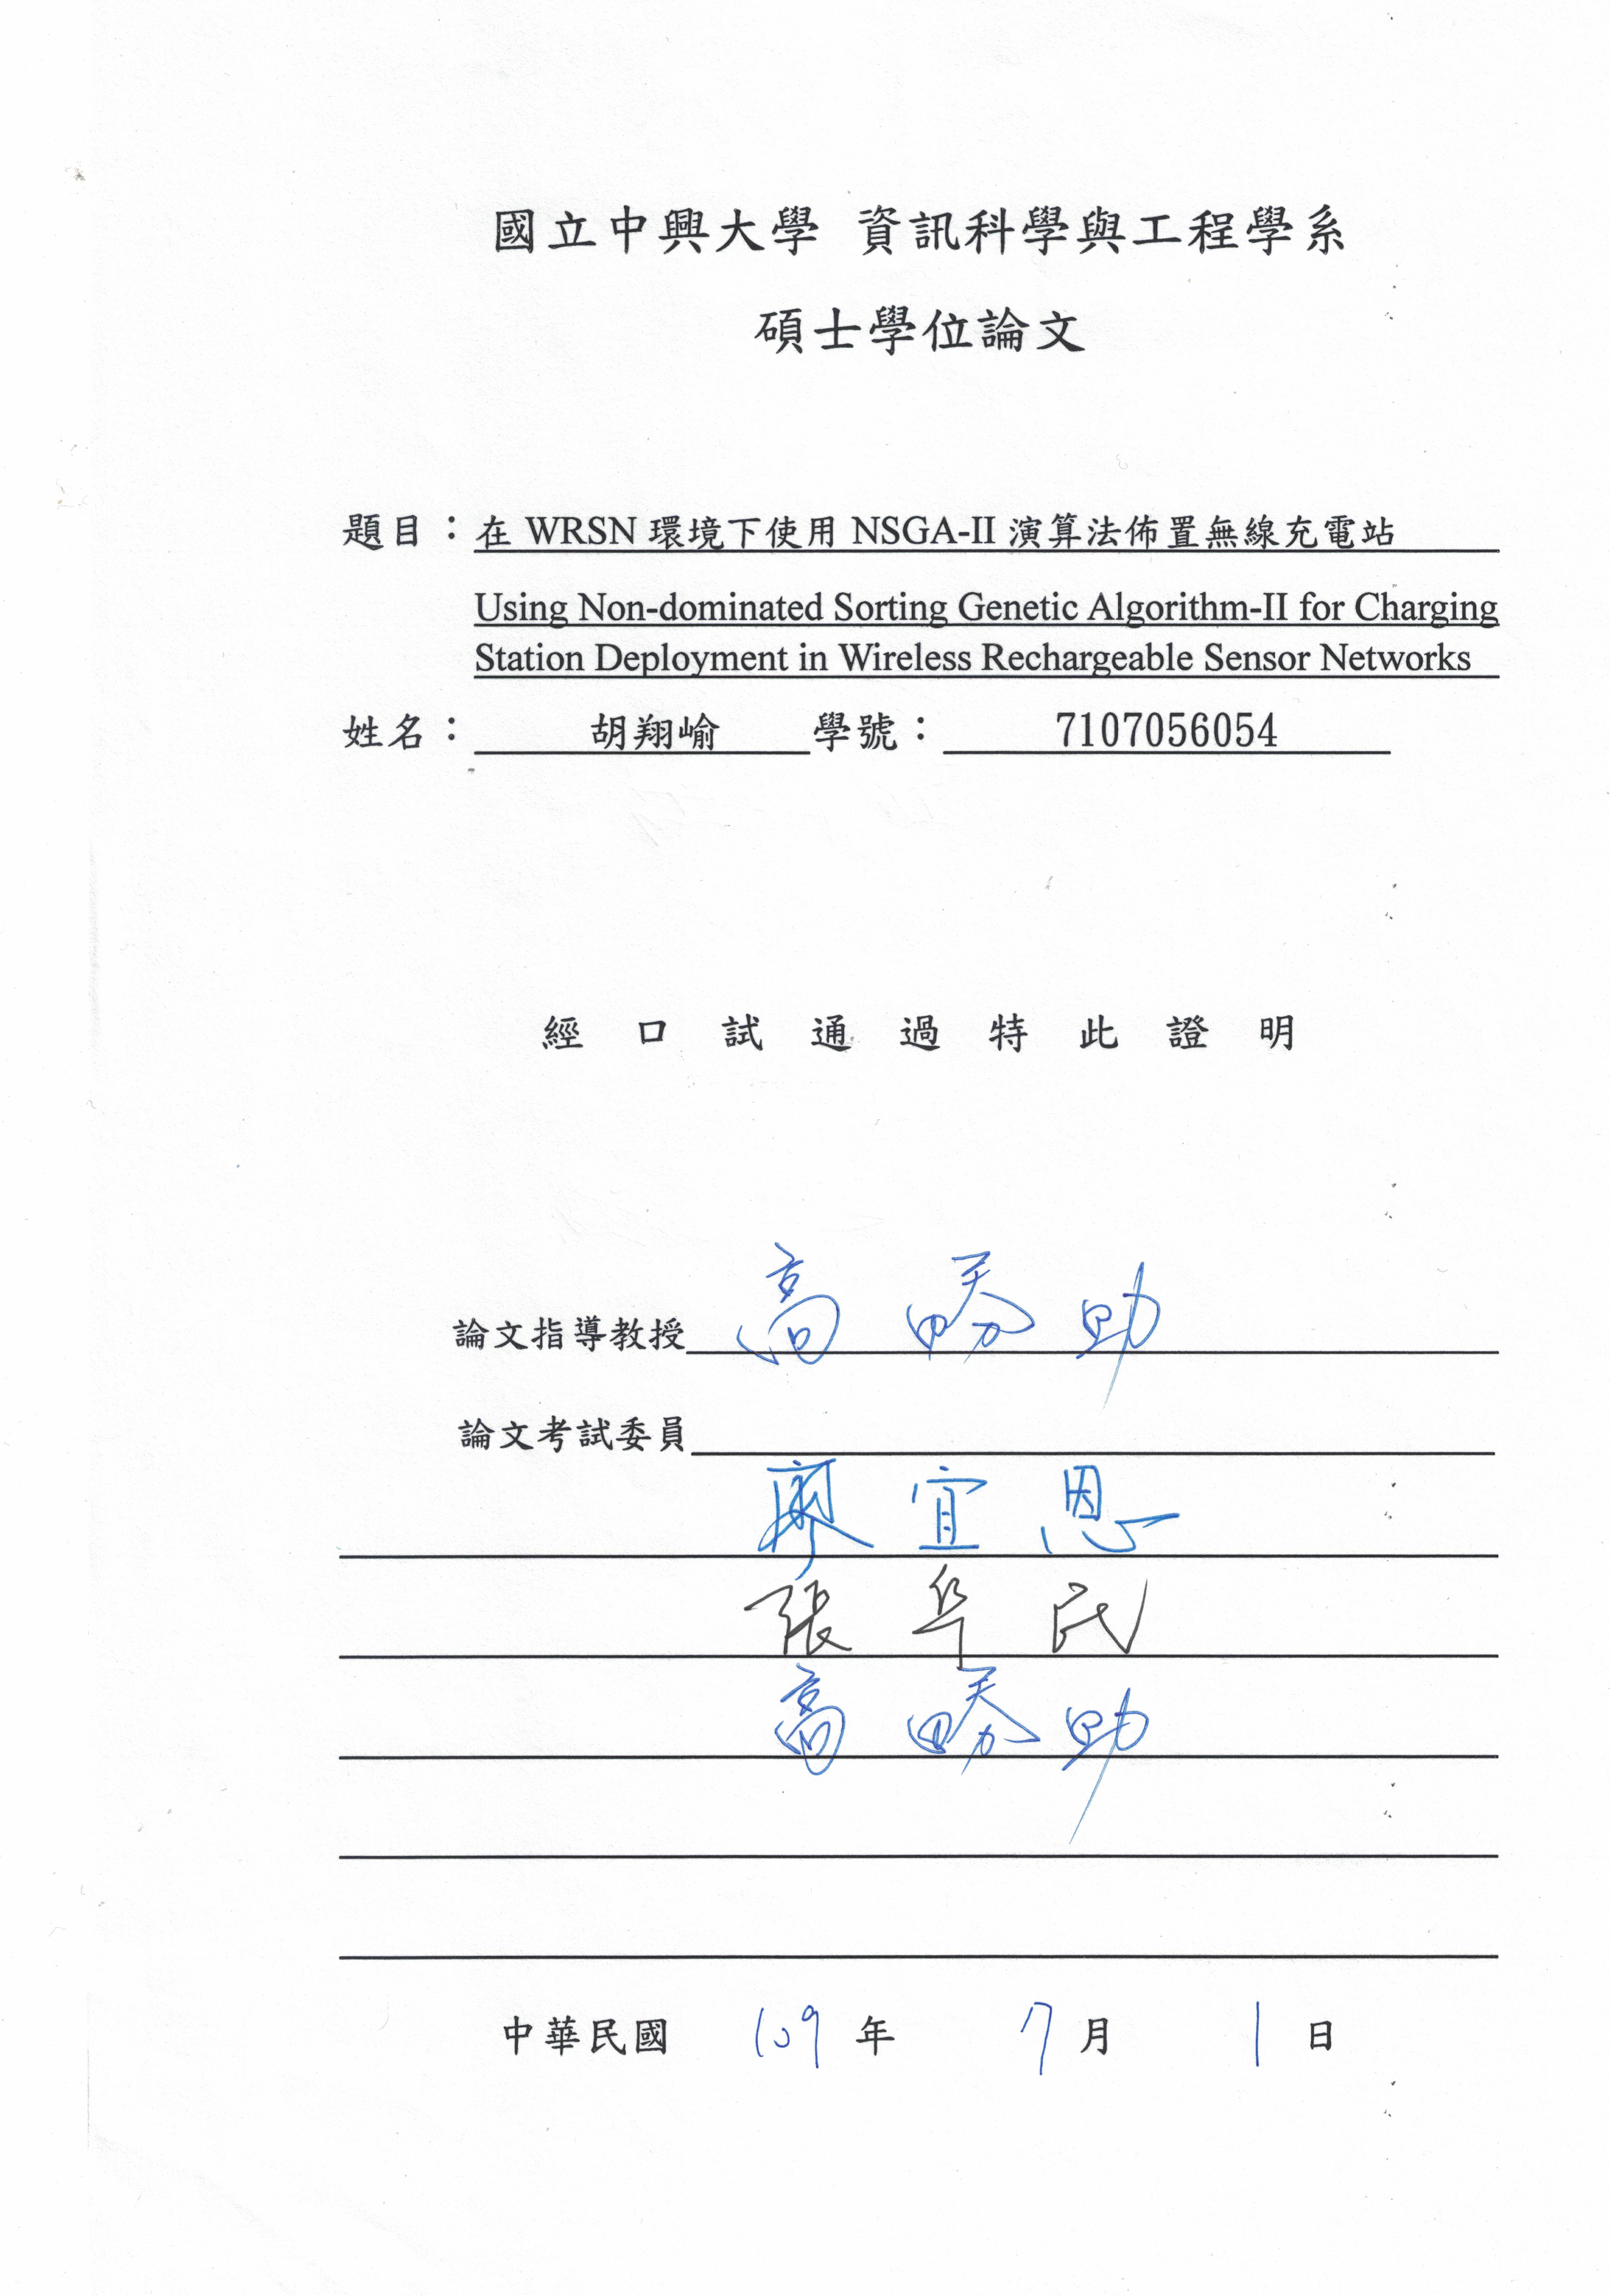 國立中興大學 資訊科學與工程學系
碩士學位論文
題目：在 WRSN 環境下使用 NSGA-II 演算法佈置無線充電站
Using Non-dominated Sorting Genetic Algorithm-II for Charging
Station Deployment in Wireless Rechargeable Sensor Networks
姓名： 胡翔崳 學號： 7107056054
經 口 試 通 過 特 此 證 明
論文指導教授 高 勝 助
論文考試委員
廖 宜 恩
張 阜 民
高 勝 助
中華民國 109 年 7 月 1 日